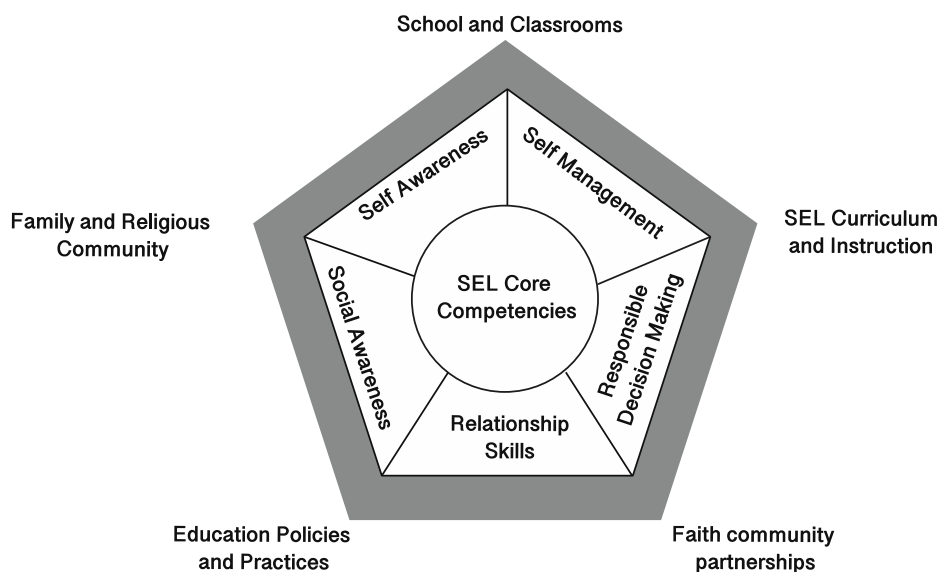 School and Classrooms
Self Awareness
Self Management
Family and Religious
Community
SEL Curriculum
and Instruction
SEL Core
Competencies
Social Awareness
Responsible
Decision Making
Relationship
Skills
Education Policies
and Practices
Faith community
partnerships